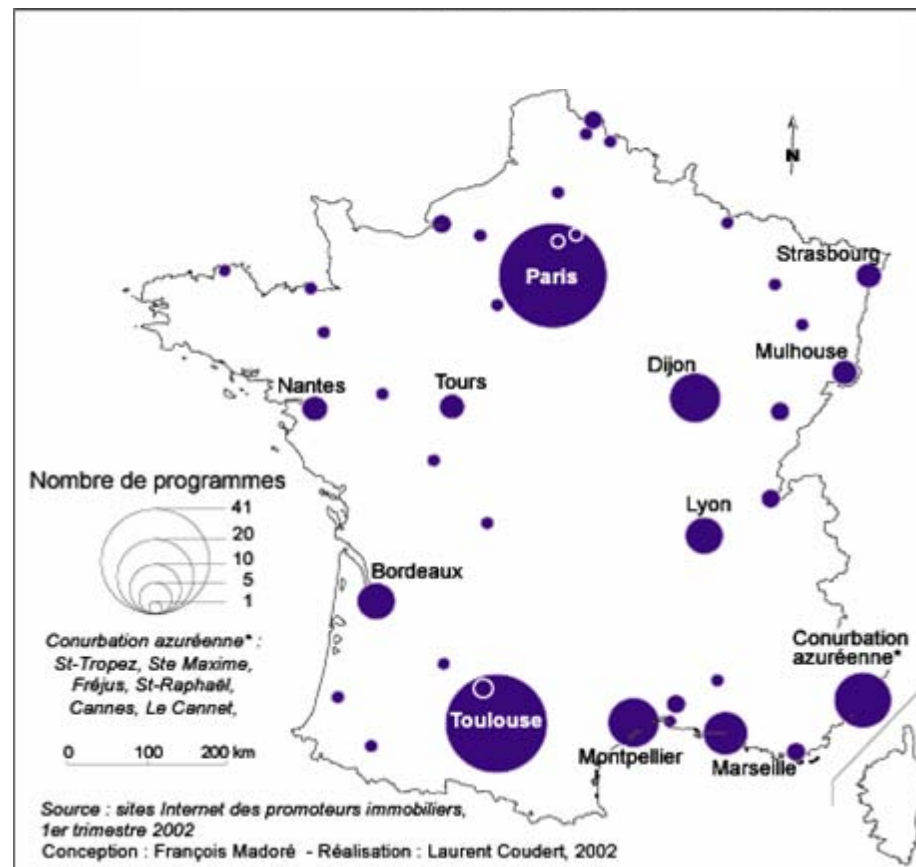 N
Strasbourg
Paris
Mulhouse
Dijon
Nantes
Tours
Nombre de programmes
41
20
10
5
1
Lyon
Bordeaux
Conurbation
azuréenne*
Conurbation azuréenne* :
St-Tropez, Ste Maxime,
Fréjus, St-Raphaël,
Cannes, Le Cannet,
Toulouse
Montpellier
Marseille
0 100 200 km
Source : sites Internet des promoteurs immobiliers,
1er trimestre 2002
Conception : François Madoré - Réalisation : Laurent Coudert, 2002